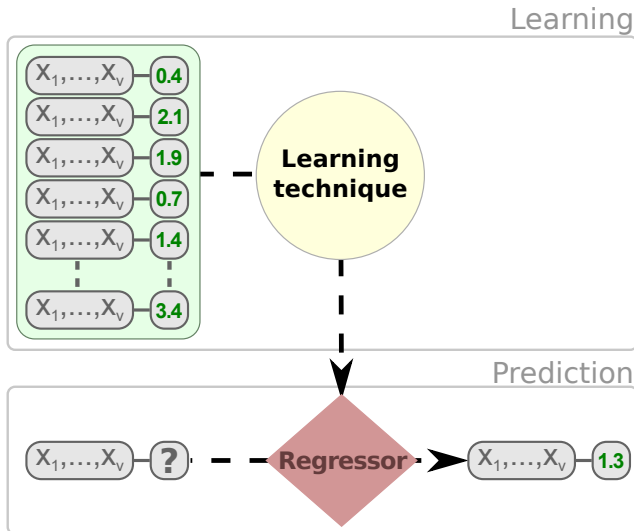 Learning
X₁,...,Xᵥ 0.4
X₁,...,Xᵥ 2.1
X₁,...,Xᵥ 1.9
X₁,...,Xᵥ 0.7
X₁,...,Xᵥ 1.4
X₁,...,Xᵥ 3.4
Learning
technique
Prediction
X₁,...,Xᵥ ?
Regressor
X₁,...,Xᵥ 1.3